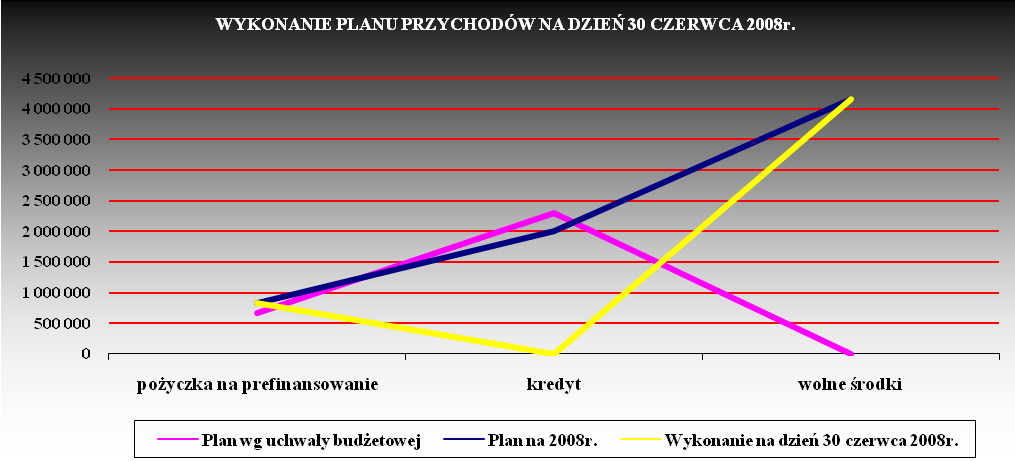 WYKONANIE PLANU PRZYCHODÓW NA DZIEŃ 30 CZERWCA 2008r.
4 500 000
4 000 000
3 500 000
3 000 000
2 500 000
2 000 000
1 500 000
1 000 000
500 000
0
pożyczka na prefinansowanie kredyt wolne środki
Plan wg uchwały budżetowej Plan na 2008r. Wykonanie na dzień 30 czerwca 2008r.